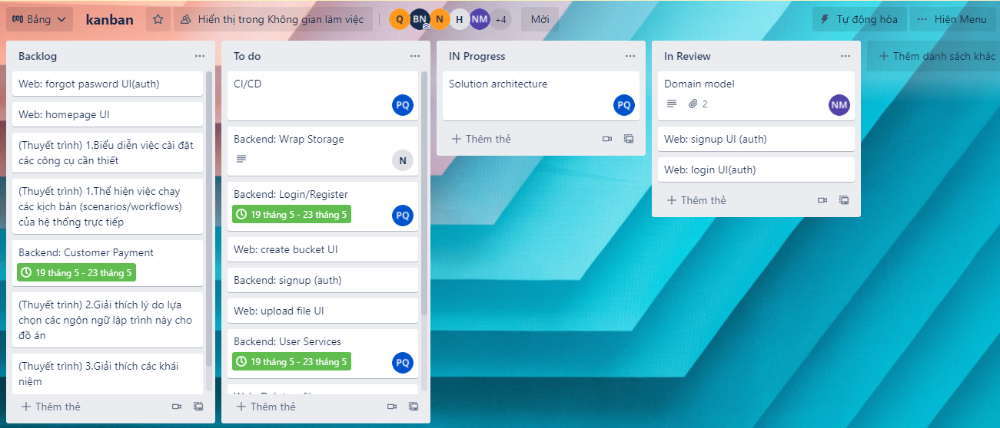 Bảng
kanban
Hiển thị trong Không gian làm việc
Q
BN
N
H
NM
+4
Mời
Tự động hóa
Hiện Menu
Backlog
Web: forgot pasword UI(auth)
Web: homepage UI
(Thuyết trình) 1.Biểu diễn việc cài đặt
các công cụ cần thiết
(Thuyết trình) 1.Thể hiện việc chạy
các kịch bản (scenarios/workflows)
của hệ thống trực tiếp
Backend: Customer Payment
19 tháng 5 - 23 tháng 5
(Thuyết trình) 2.Giải thích lý do lựa
chọn các ngôn ngữ lập trình này cho
đồ án
(Thuyết trình) 3.Giải thích các khái
niệm
Thêm thẻ
To do
CI/CD
PQ
Backend: Wrap Storage
N
Backend: Login/Register
19 tháng 5 - 23 tháng 5
PQ
Web: create bucket UI
Backend: signup (auth)
Web: upload file UI
Backend: User Services
19 tháng 5 - 23 tháng 5
PQ
Thêm thẻ
IN Progress
Solution architecture
PQ
Thêm thẻ
In Review
Domain model
2
NM
Web: signup UI (auth)
Web: login UI(auth)
Thêm thẻ
Thêm danh sách khác